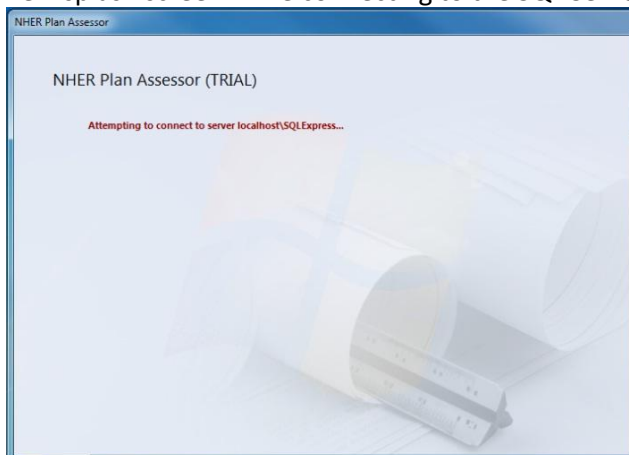 NHER Plan Assessor
NHER Plan Assessor (TRIAL)
Attempting to connect to server localhost\SQLExpress...